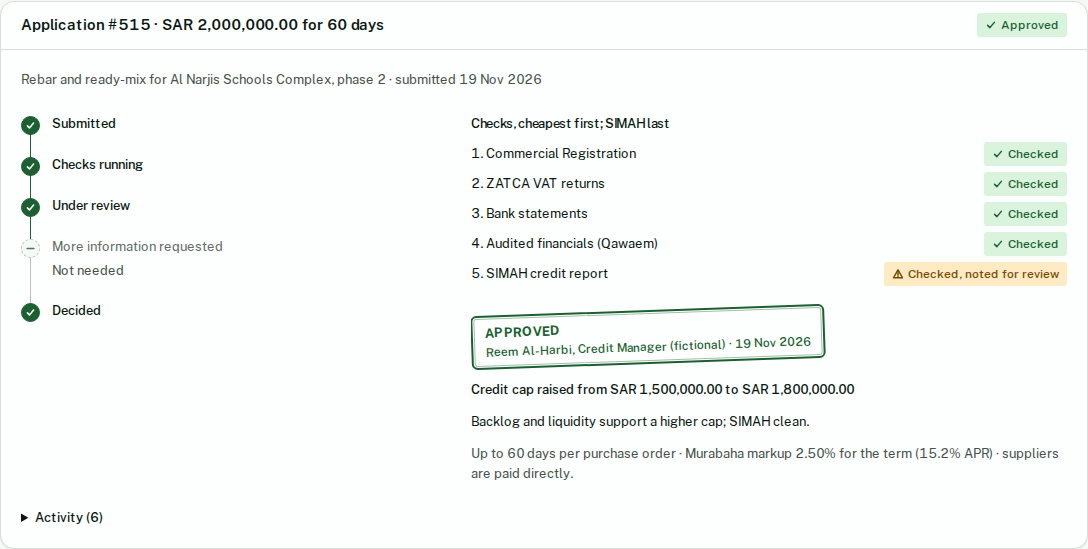 Application #515 · SAR 2,000,000.00 for 60 days
Approved
Rebar and ready-mix for Al Narjis Schools Complex, phase 2 · submitted 19 Nov 2026
Submitted
Checks running
Under review
More information requested
Not needed
Decided
Checks, cheapest first; SIMAH last
1. Commercial Registration
Checked
2. ZATCA VAT returns
Checked
3. Bank statements
Checked
4. Audited financials (Qawaem)
Checked
5. SIMAH credit report
Checked, noted for review
APPROVED
Reem Al-Harbi, Credit Manager (fictional) · 19 Nov 2026
Credit cap raised from SAR 1,500,000.00 to SAR 1,800,000.00
Backlog and liquidity support a higher cap; SIMAH clean.
Up to 60 days per purchase order · Murabaha markup 2.50% for the term (15.2% APR) · suppliers
are paid directly.
Activity (6)